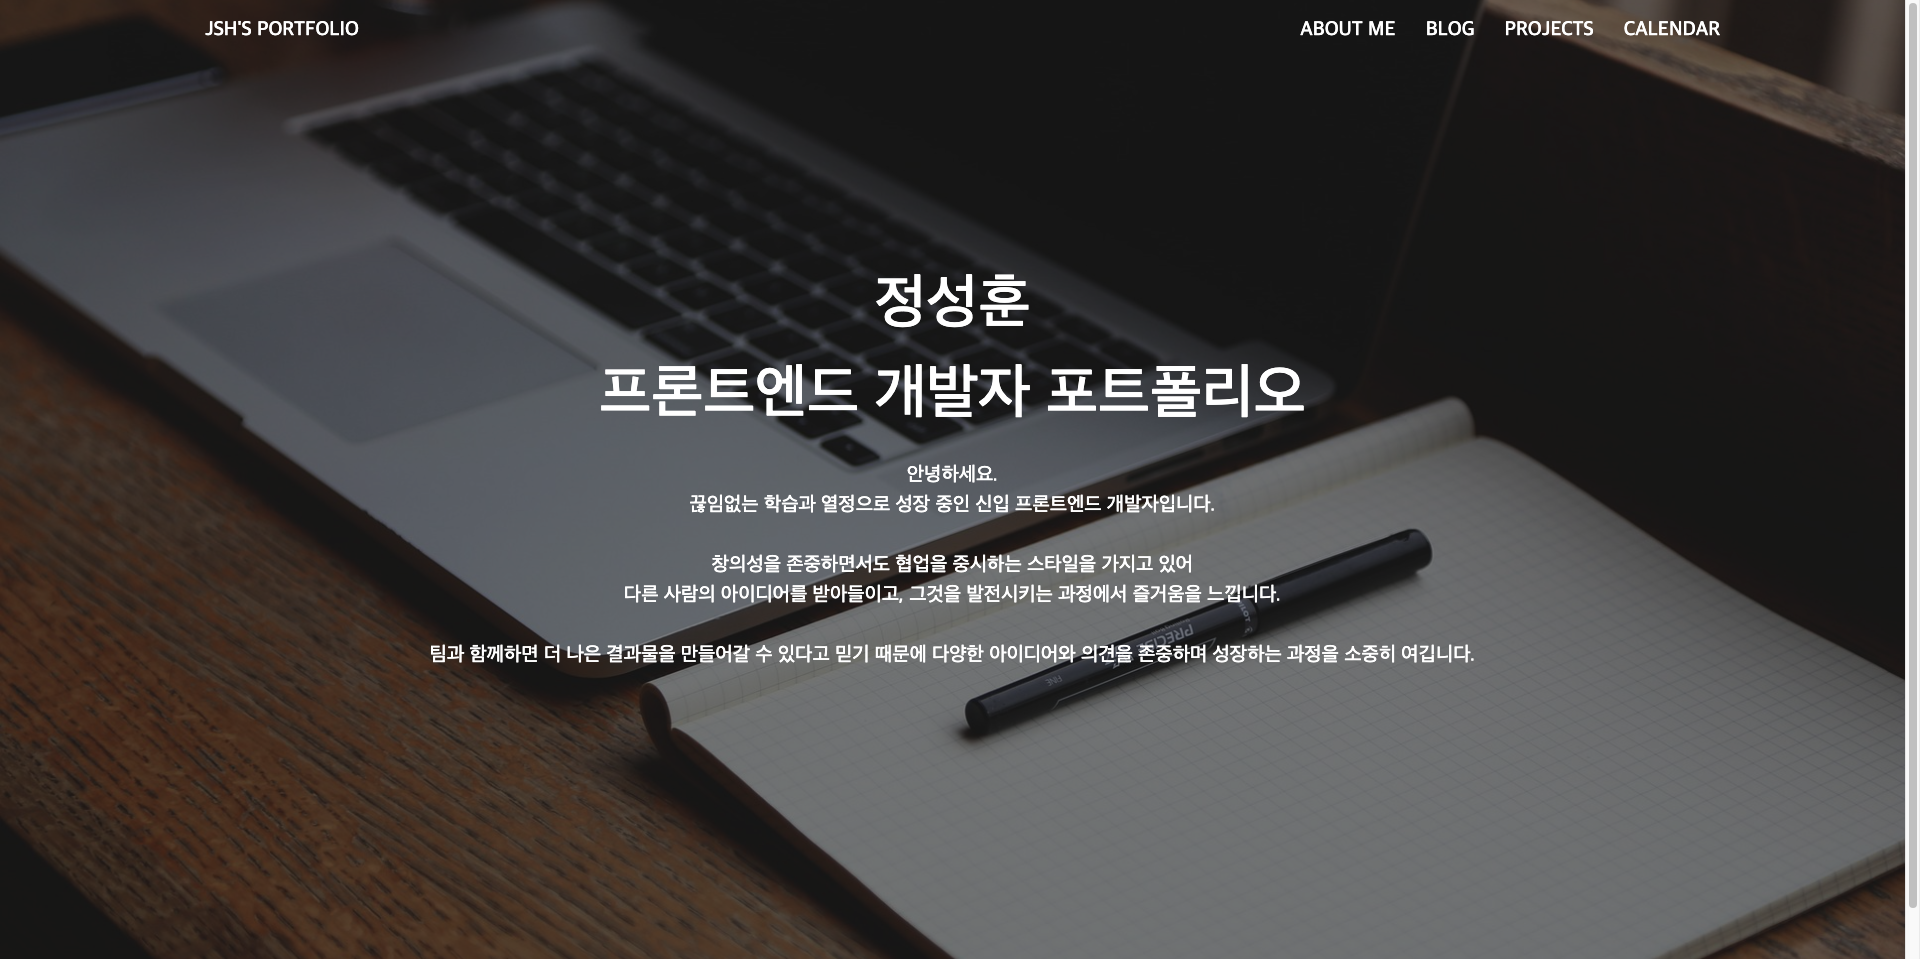 JSH'S PORTFOLIO
ABOUT ME BLOG PROJECTS CALENDAR
정성훈
프론트엔드 개발자 포트폴리오
안녕하세요.
끊임없는 학습과 열정으로 성장 중인 신입 프론트엔드 개발자입니다.
창의성을 존중하면서도 협업을 중시하는 스타일을 가지고 있어
다른 사람의 아이디어를 받아들이고, 그것을 발전시키는 과정에서 즐거움을 느낍니다.
팀과 함께하면 더 나은 결과물을 만들어갈 수 있다고 믿기 때문에 다양한 아이디어와 의견을 존중하며 성장하는 과정을 소중히 여깁니다.
FINE